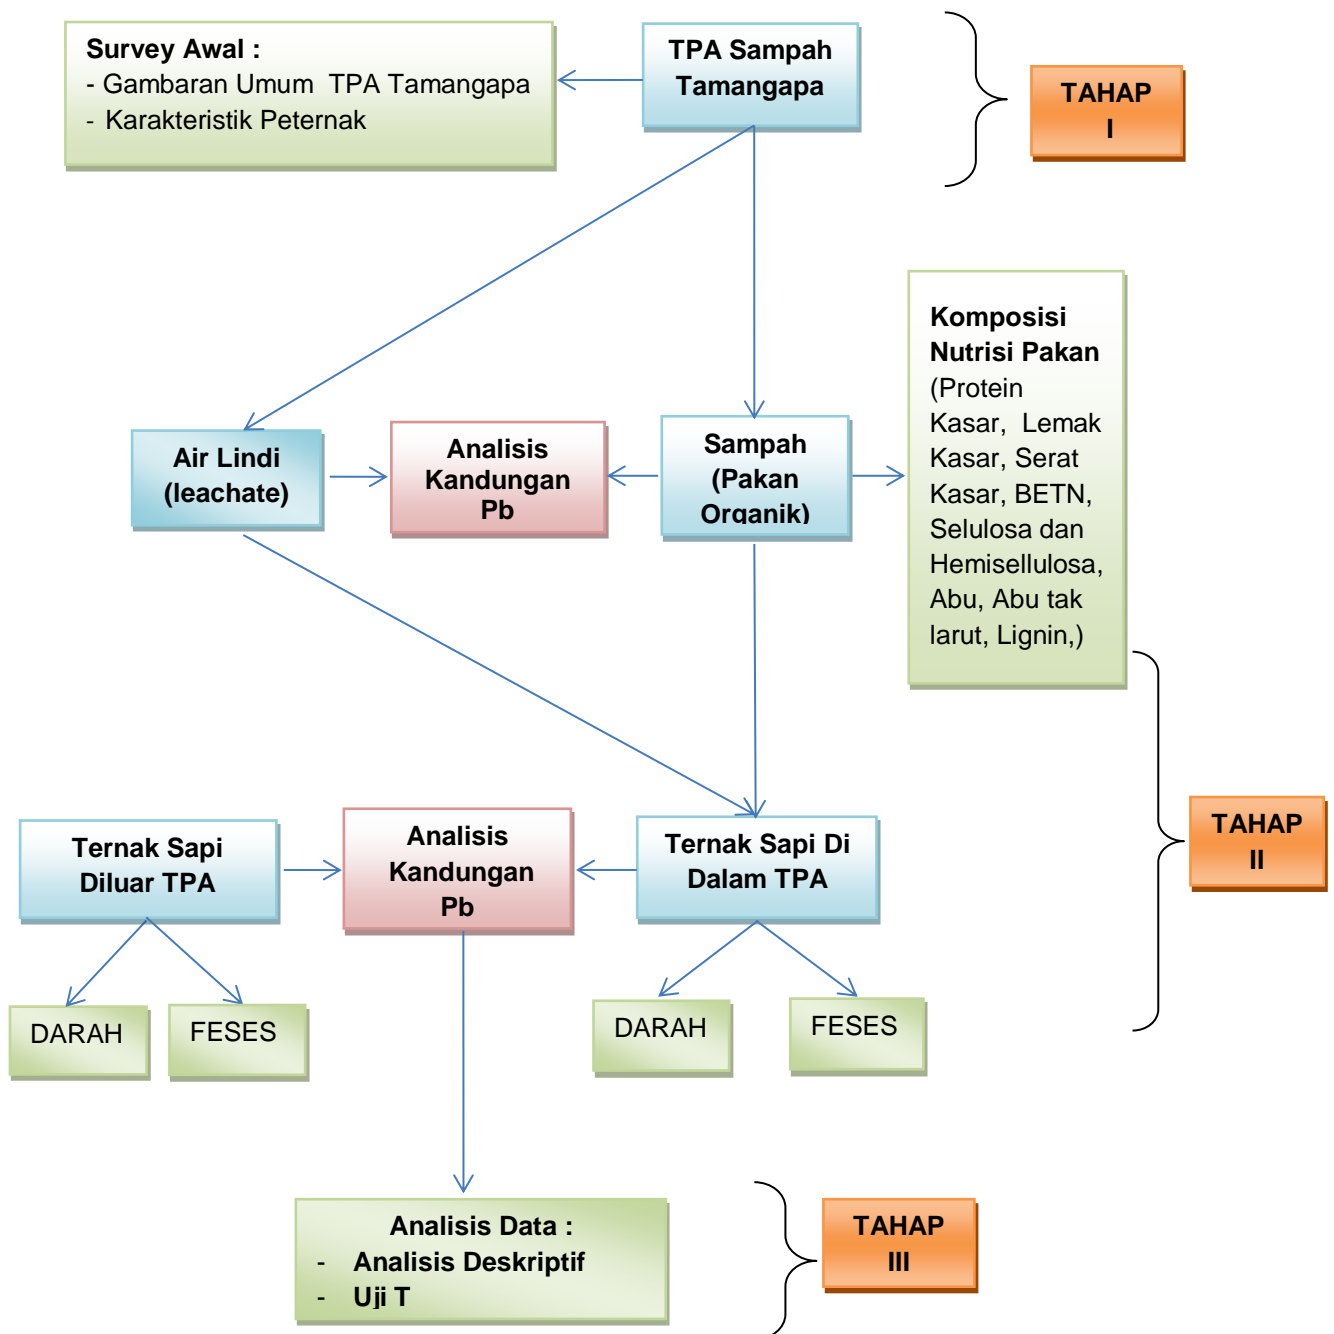 Survey Awal :
- Gambaran Umum  TPA Tamangapa
- Karakteristik Peternak
TPA Sampah
Tamangapa
TAHAP
I
Komposisi
Nutrisi Pakan
(Protein
Kasar,  Lemak
Kasar, Serat
Kasar, BETN,
Selulosa dan
Hemisellulosa,
Abu, Abu tak
larut, Lignin,)
Air Lindi
(leachate)
Analisis
Kandungan
Pb
Sampah
(Pakan
Organik)
Ternak Sapi
Diluar TPA
Analisis
Kandungan
Pb
Ternak Sapi Di
Dalam TPA
TAHAP
II
DARAH
FESES
DARAH
FESES
Analisis Data :
- Analisis Deskriptif
- Uji T
TAHAP
III